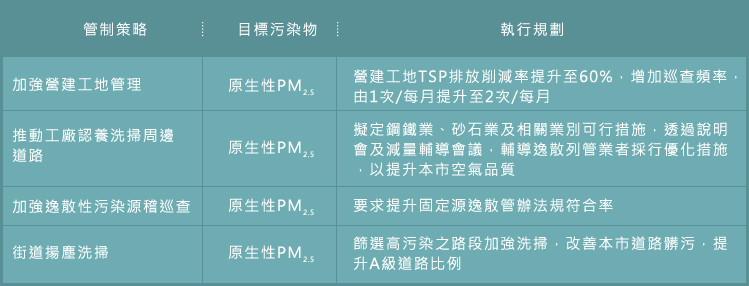 管制策略 目標污染物 執行規劃
加強營建工地管理 原生性PM2.5 營建工地TSP排放削減率提升至60%，增加巡查頻率，
由1次/每月提升至2次/每月
推動工廠認養洗掃周邊
道路
原生性PM2.5
擬定鋼鐵業、砂石業及相關業別可行措施，透過說明
會及減量輔導會議，輔導逸散列管業者採行優化措施
，以提升本市空氣品質
加強逸散性污染源稽巡查 原生性PM2.5 要求提升固定源逸散管辦法規符合率
街道揚塵洗掃 原生性PM2.5 篩選高污染之路段加強洗掃，改善本市道路髒污，提
升A級道路比例